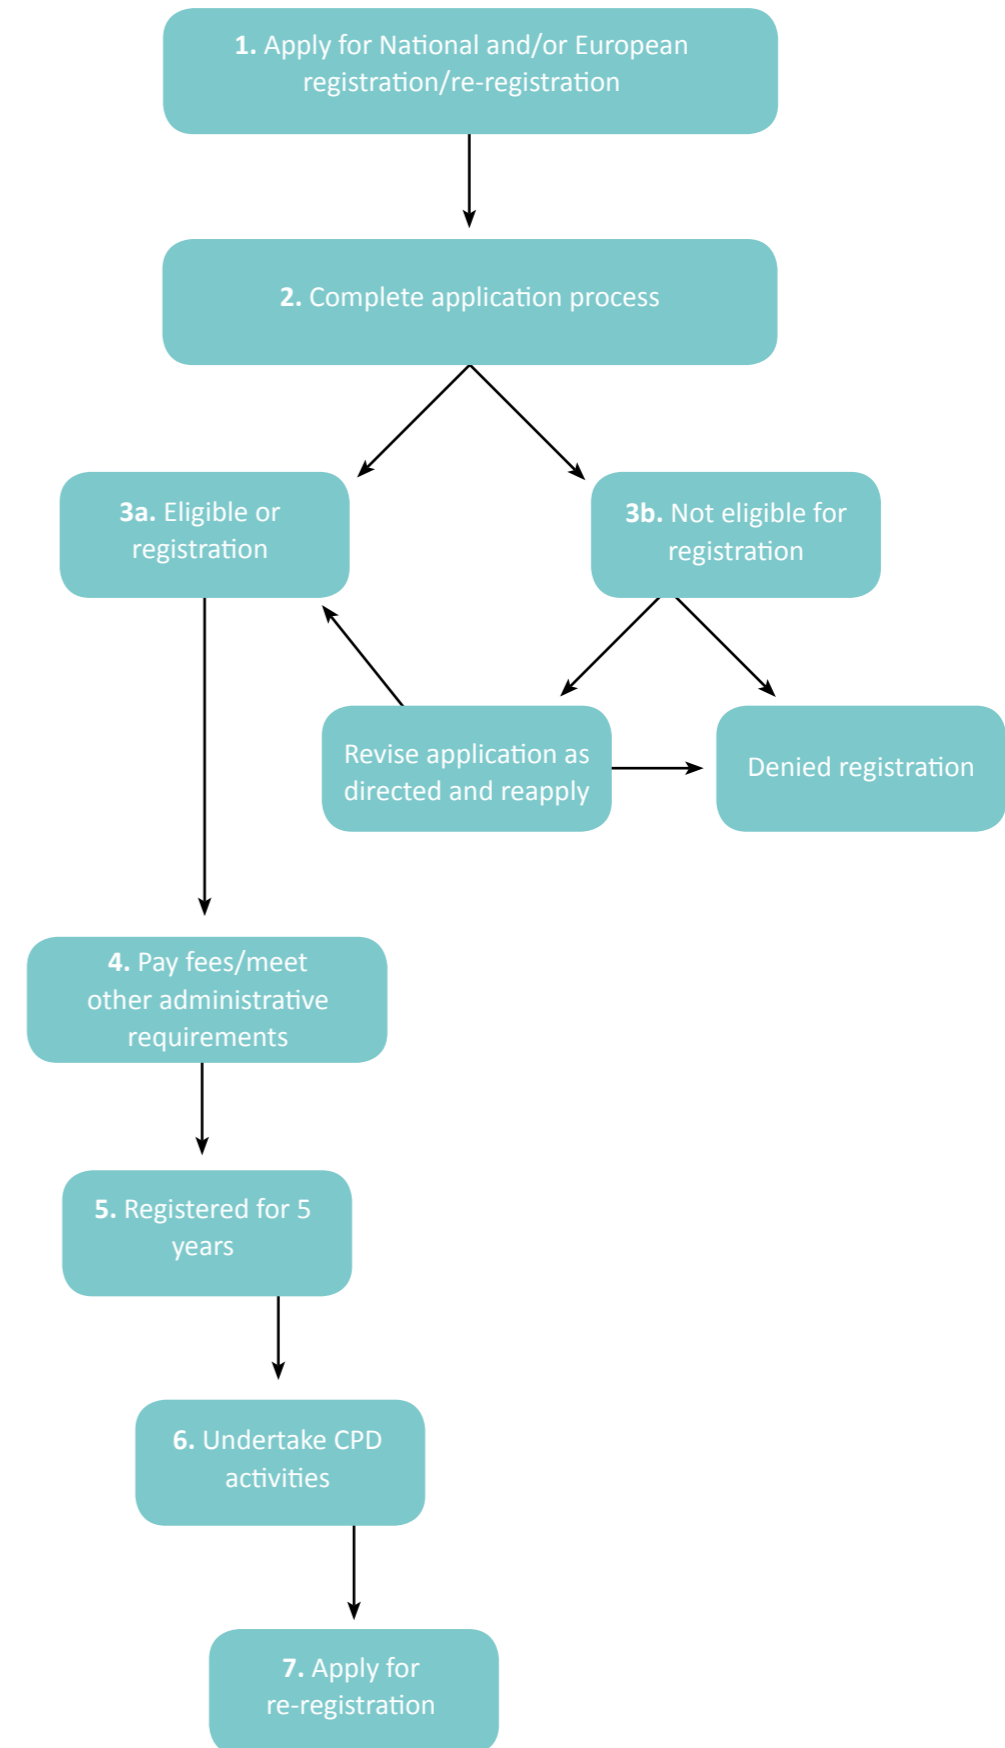 1. Apply for National and/or European
registration/re-registration
2. Complete application process
3a. Eligible or
registration
3b. Not eligible for
registration
Revise application as
directed and reapply
Denied registration
4. Pay fees/meet
other administrative
requirements
5. Registered for 5
years
6. Undertake CPD
activities
7. Apply for
re-registration